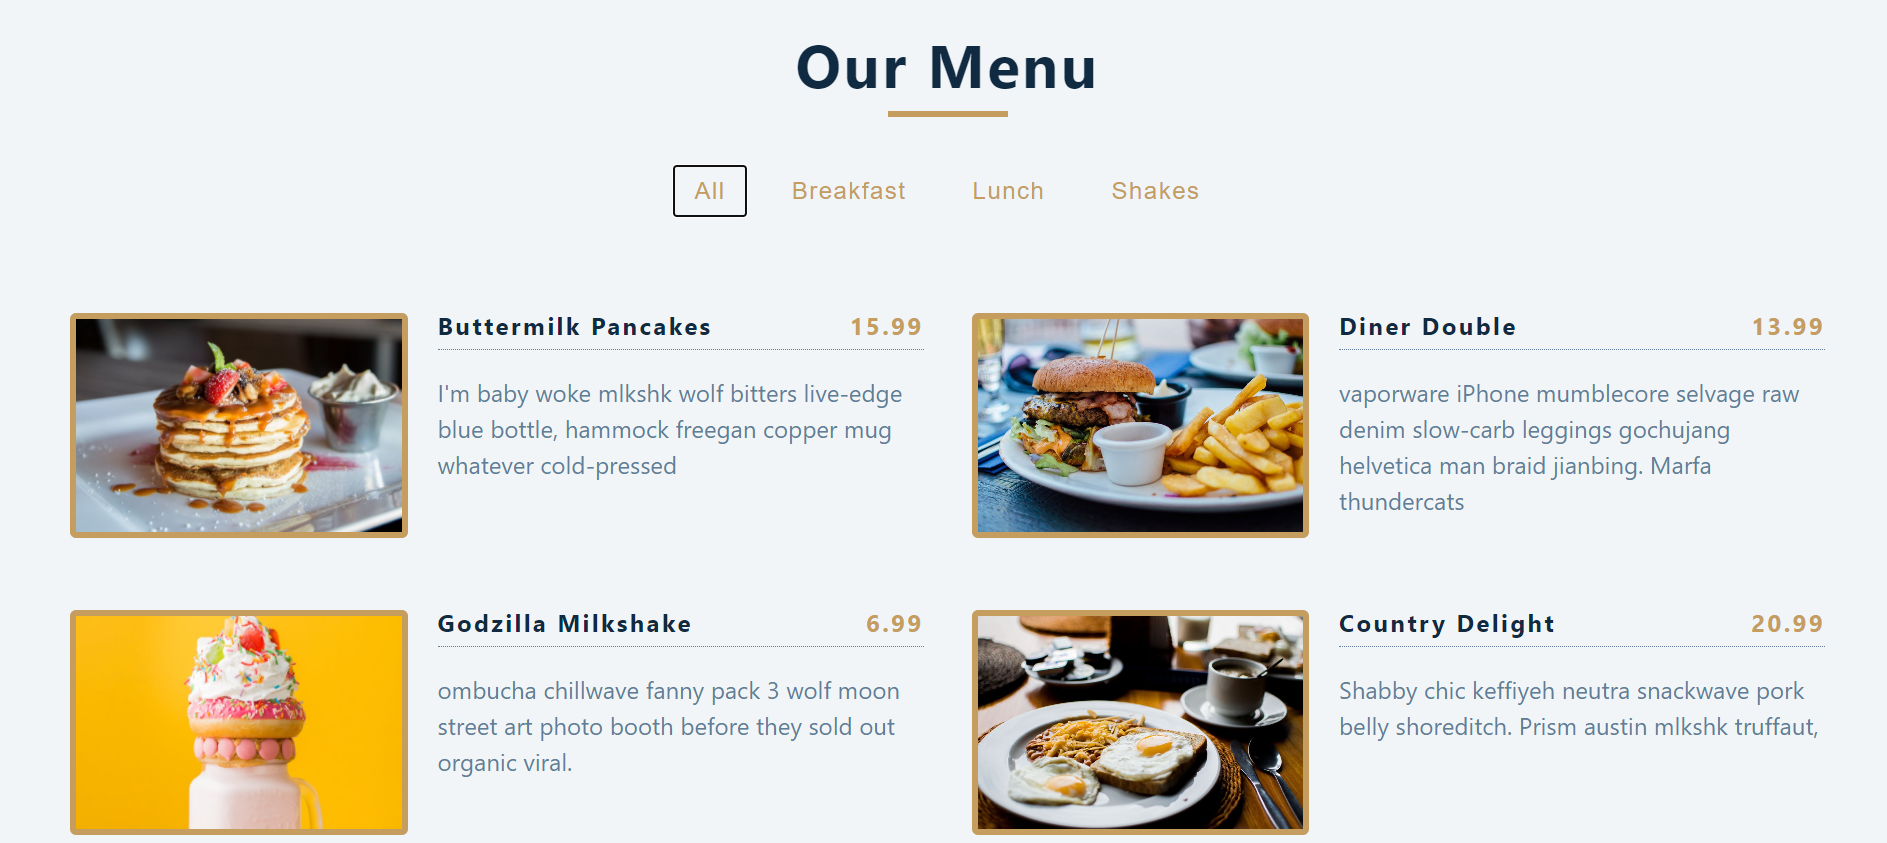 Our Menu
All Breakfast Lunch Shakes
Buttermilk Pancakes 15.99
I'm baby woke mlkshk wolf bitters live-edge
blue bottle, hammock freegan copper mug
whatever cold-pressed
Diner Double 13.99
vaporware iPhone mumblecore selvage raw
denim slow-carb leggings gochujang
helvetica man braid jianbing. Marfa
thundercats
Godzilla Milkshake 6.99
ombucha chillwave fanny pack 3 wolf moon
street art photo booth before they sold out
organic viral.
Country Delight 20.99
Shabby chic keffiyeh neutra snackwave pork
belly shoreditch. Prism austin mlkshk truffaut,